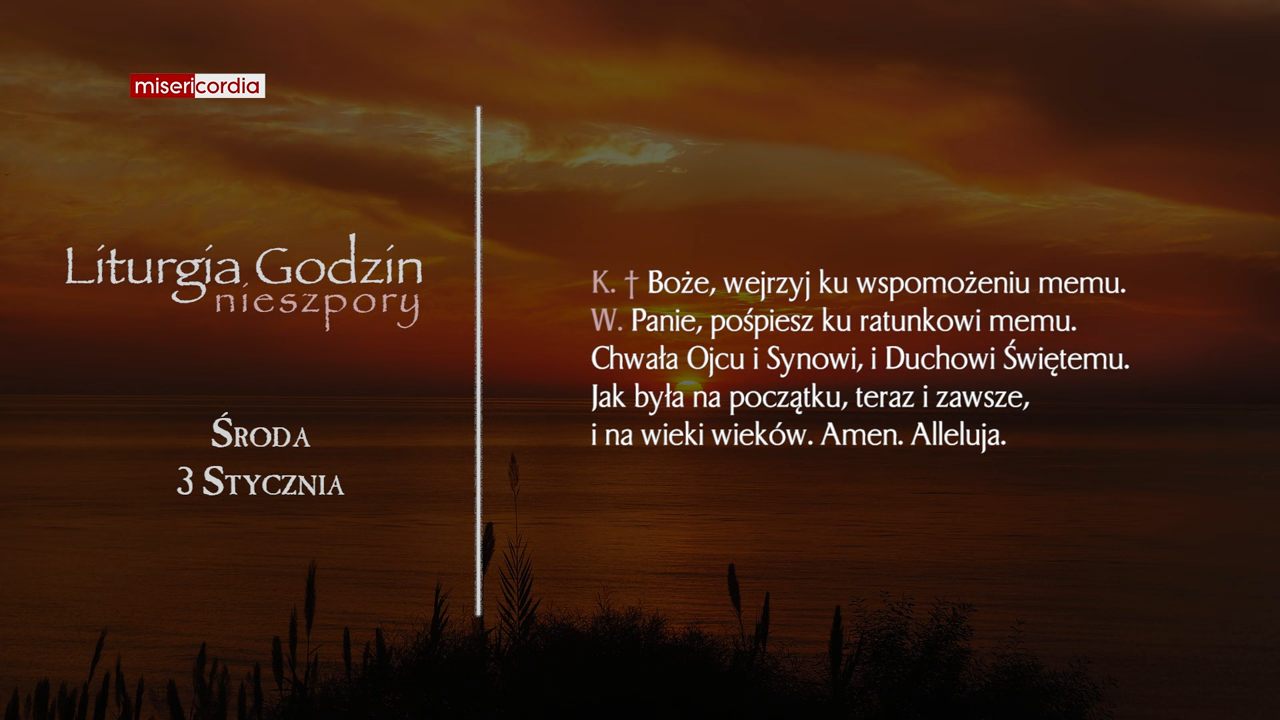 misericordia
Liturgia Godzin
nieszpory
Środa
3 Stycznia
K. † Boże, wejrzyj ku wspomożeniu memu.
W. Panie, pośpiesz ku ratunkowi memu.
Chwała Ojcu i Synowi, i Duchowi Świętemu.
Jak była na początku, teraz i zawsze,
i na wieki wieków. Amen. Alleluja.